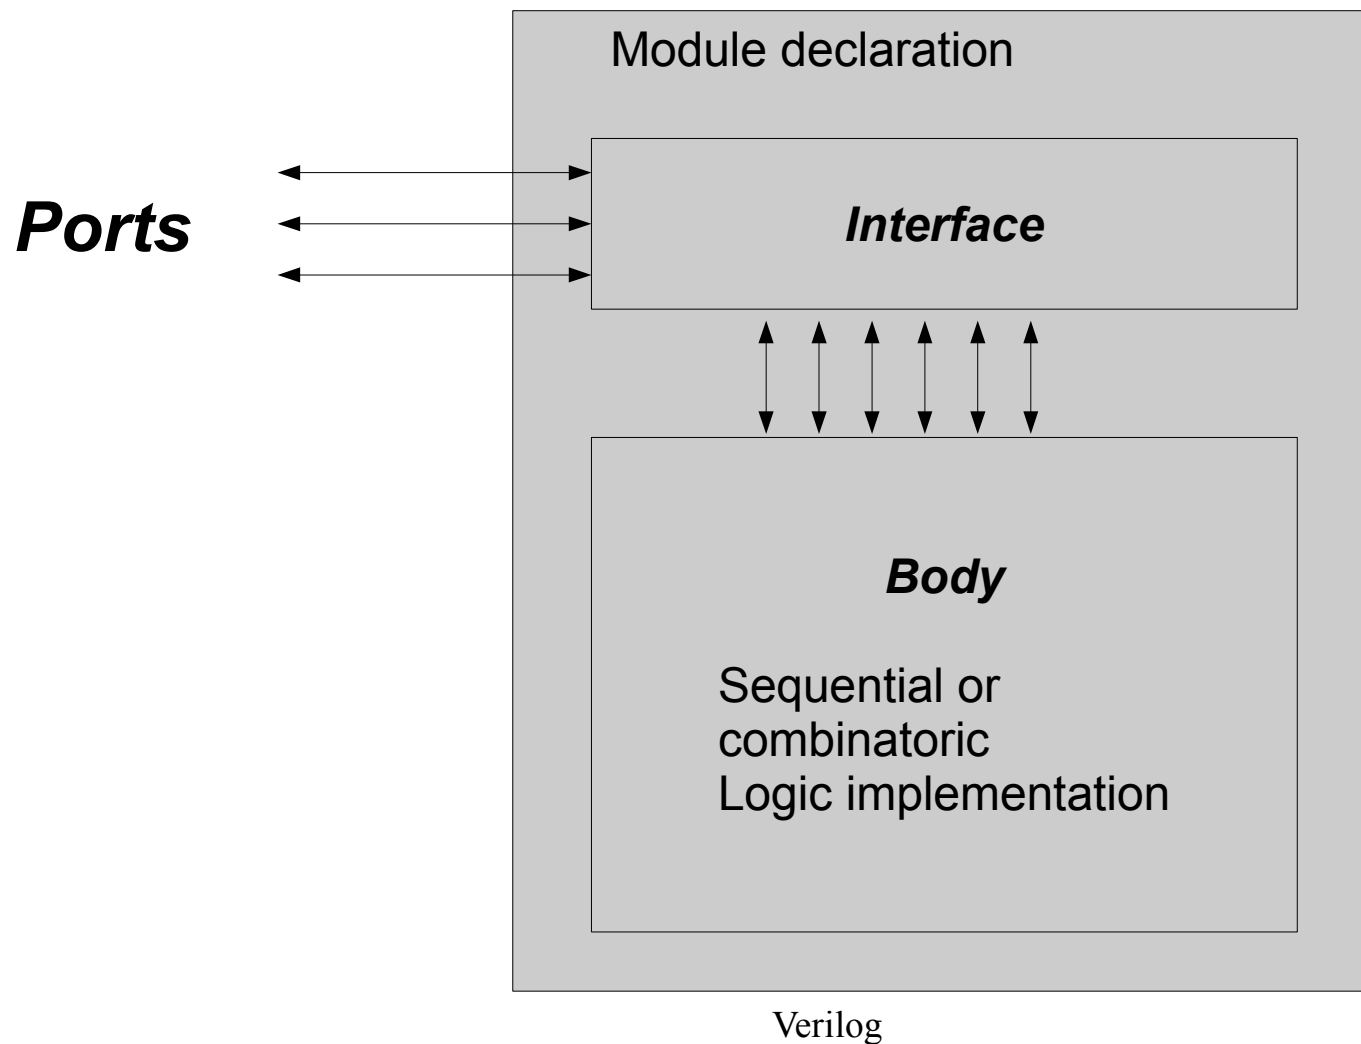 Module declaration
Ports
Interface
Body
Sequential or
combinatoric
Logic implementation
Verilog